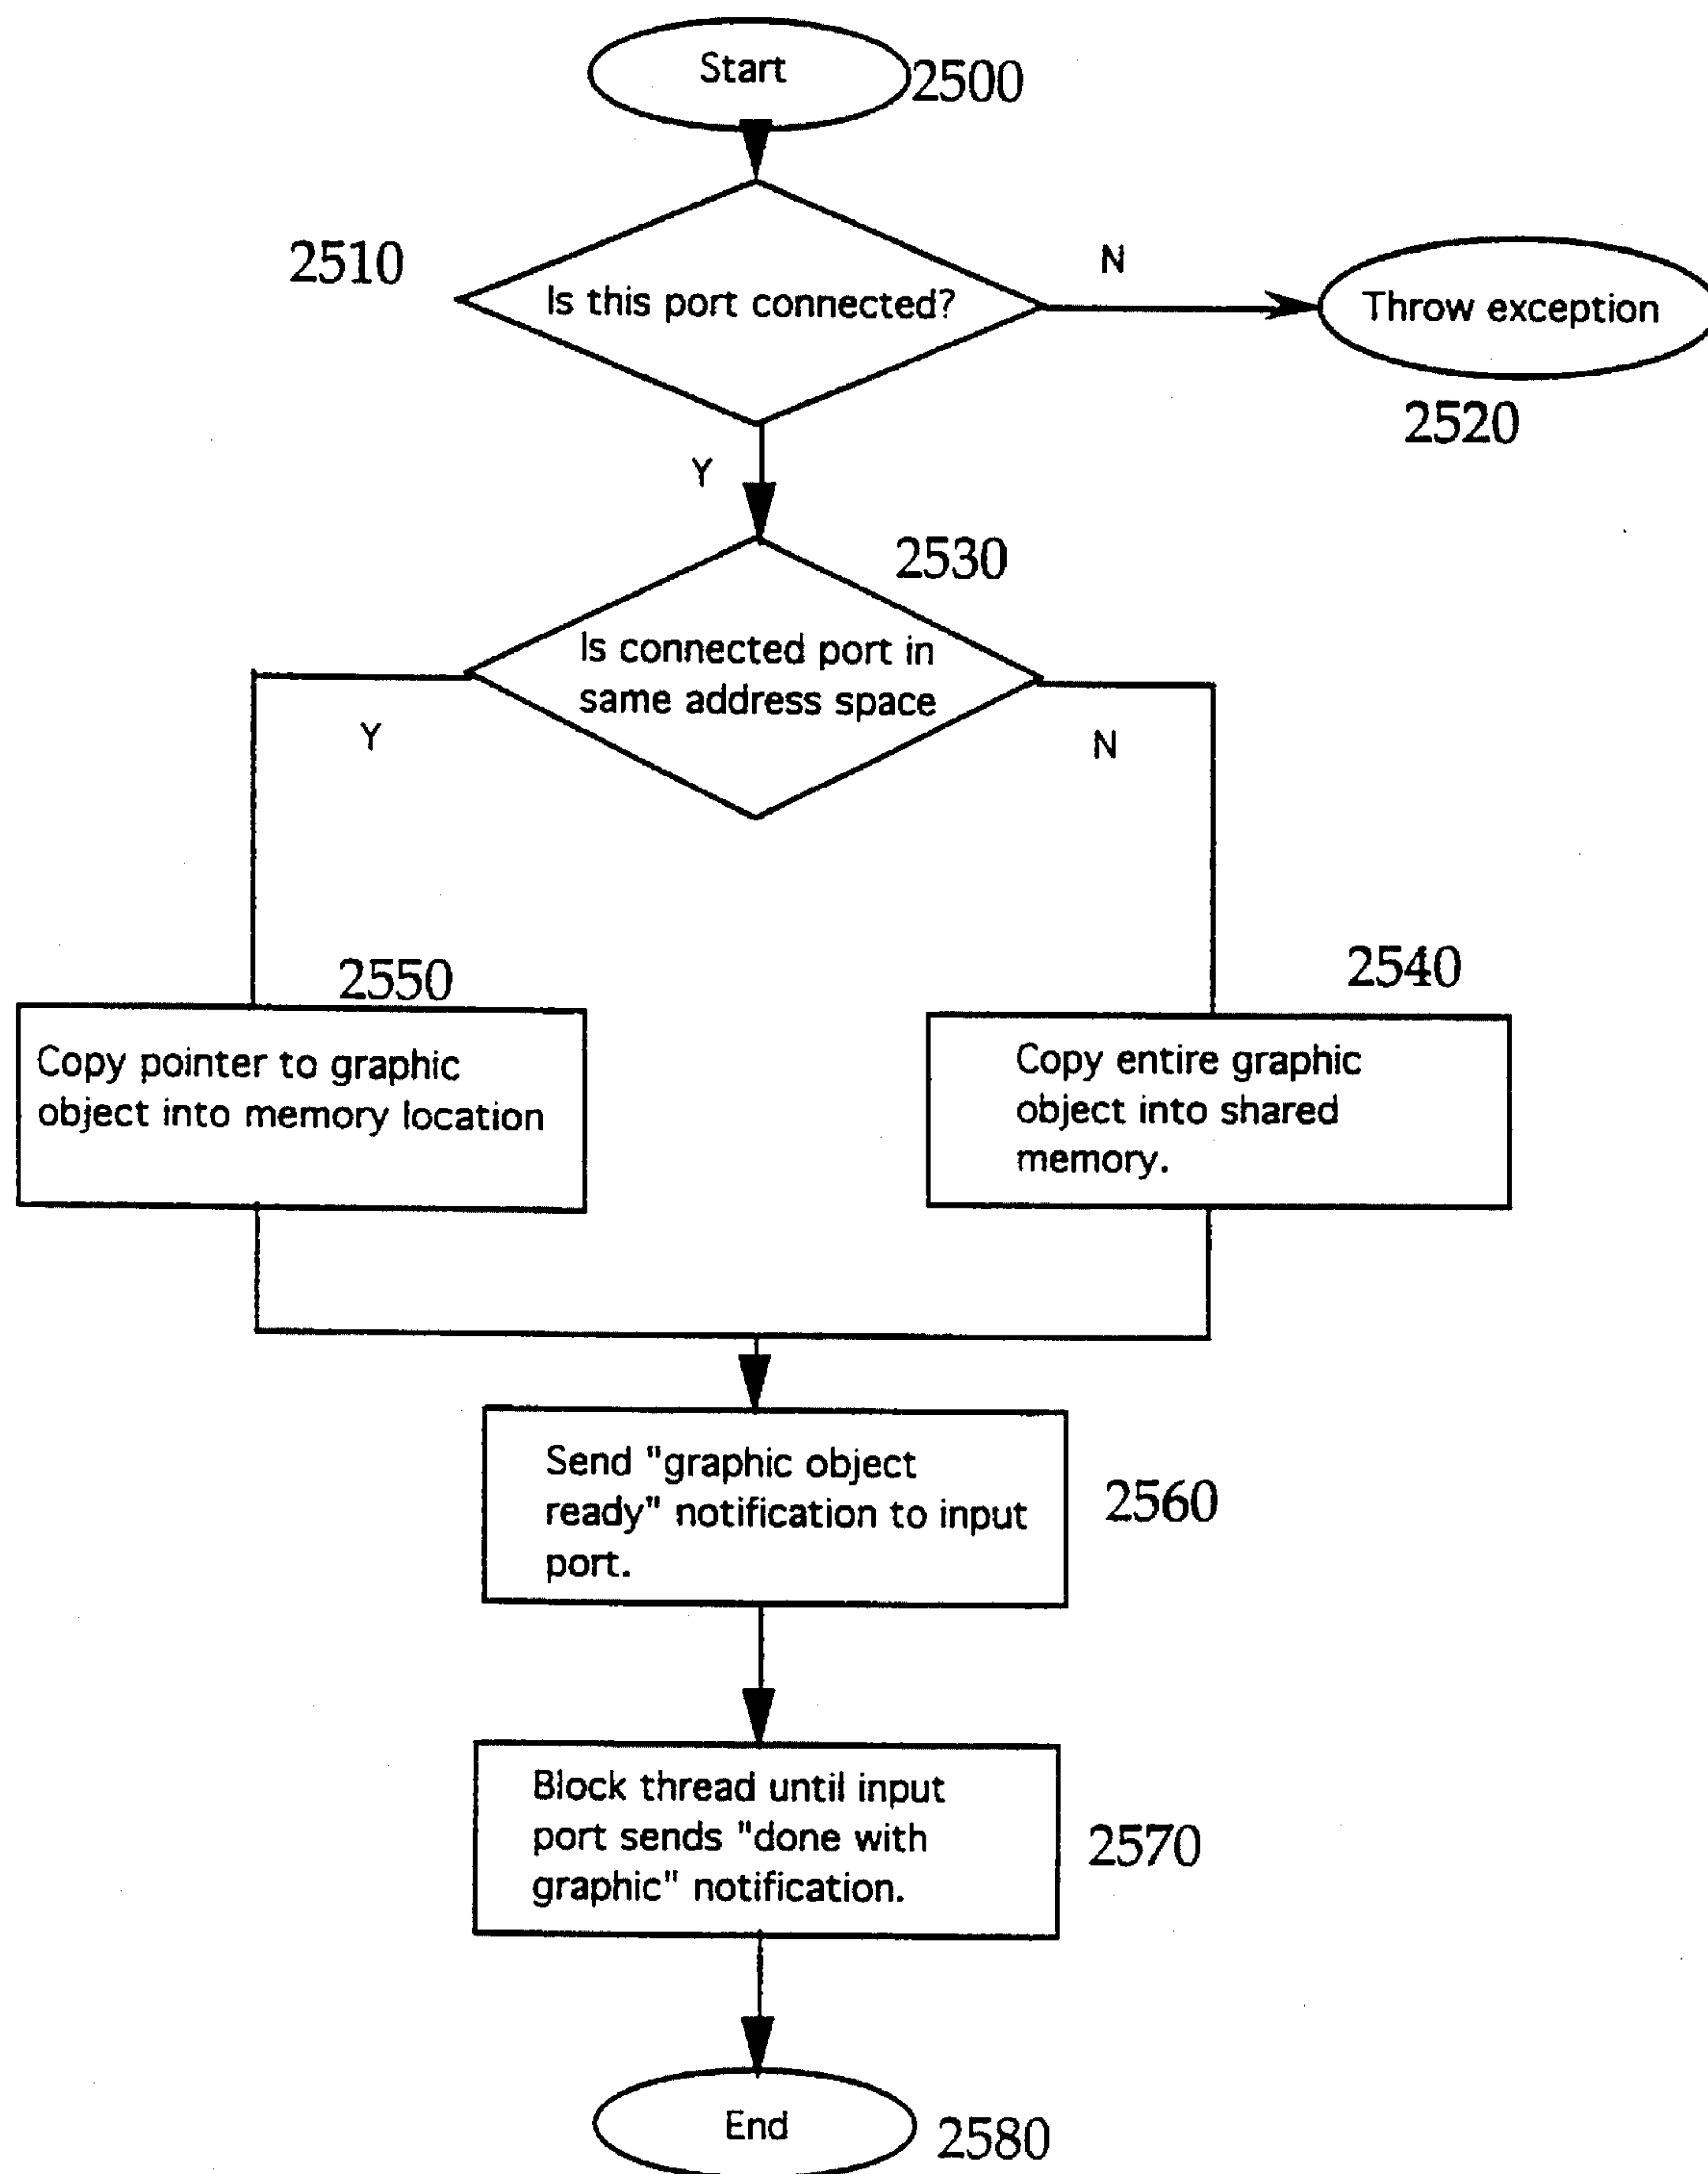 Start
2500
2510
Is this port connected?
N
Throw exception
2520
Y
2530
Is connected port in
same address space
Y
N
2550
2540
Copy pointer to graphic
object into memory location
Copy entire graphic
object into shared
memory.
Send "graphic object
ready" notification to input
port.
2560
Block thread until input
port sends "done with
graphic" notification.
2570
End
2580